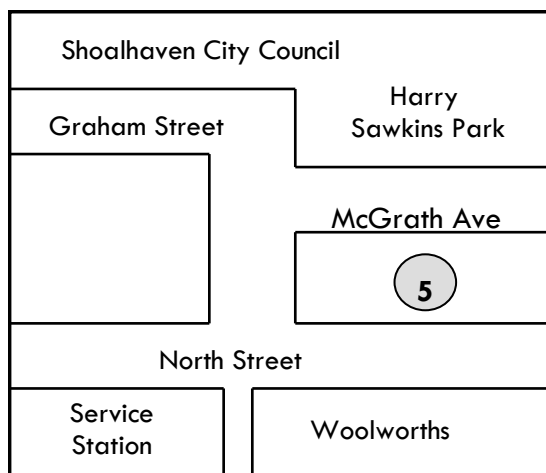 Shoalhaven City Council
Harry
Sawkins Park
Graham Street
McGrath Ave
5
North Street
Service
Station
Woolworths